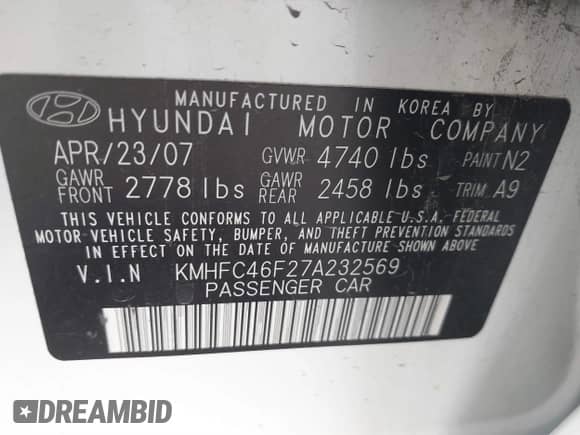 MANUFACTURED IN KOREA BY
HYUNDAI MOTOR COMPANY
APR/23/07 GVWR 4740 lbs PAINT N2
GAWR FRONT 2778 lbs GAWR REAR 2458 lbs TRIM A9
THIS VEHICLE CONFORMS TO ALL APPLICABLE U.S.A. FEDERAL
MOTOR VEHICLE SAFETY, BUMPER, AND THEFT PREVENTION STANDARDS
IN EFFECT ON THE DATE OF MANUFACTURE SHOWN ABOVE
V.I.N KMHFC46F27A232569
PASSENGER CAR
DREAMBID